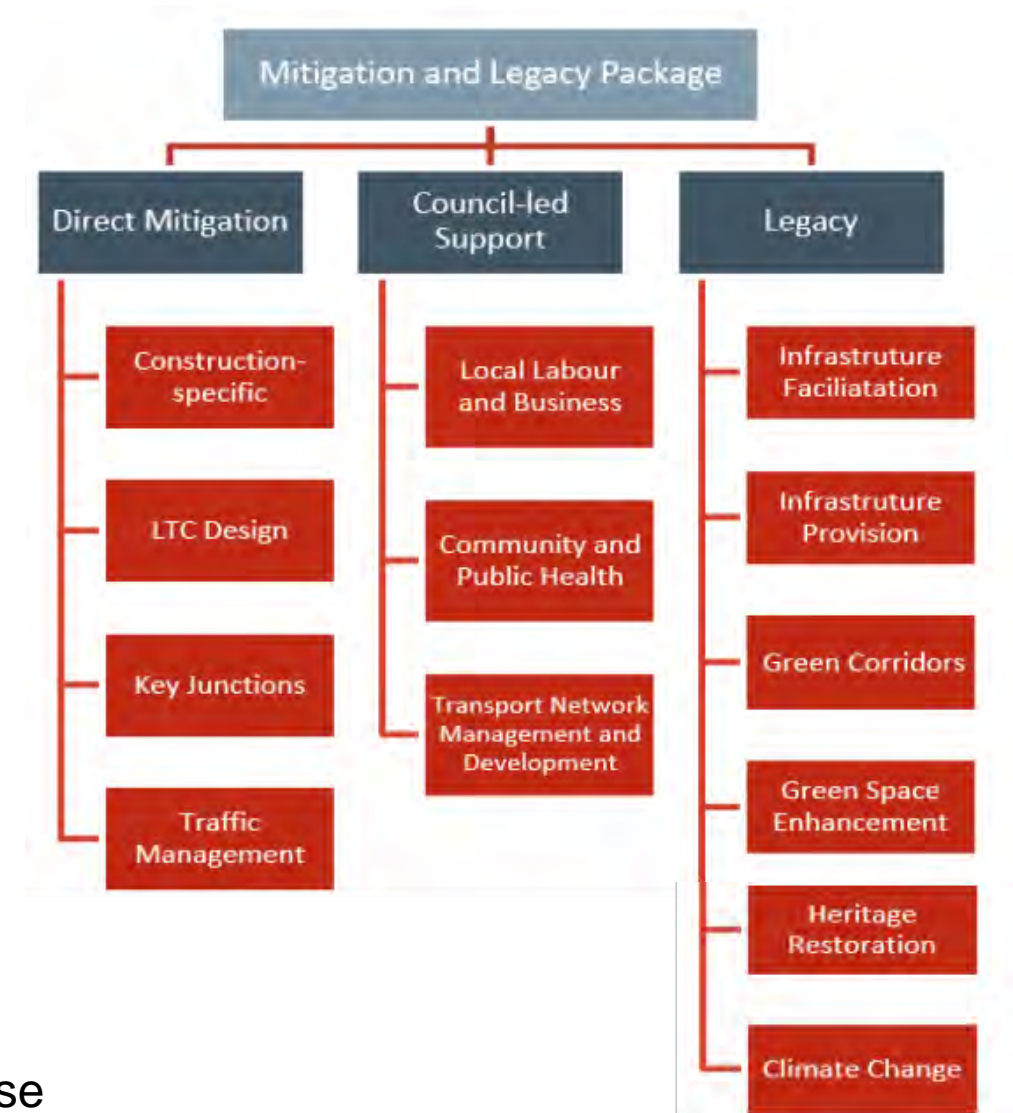 Mitigation and Legacy Package
Direct Mitigation
Construction-
specific
LTC Design
Key Junctions
Traffic
Management
Council-led
Support
Local Labour
and Business
Community and
Public Health
Transport Network
Management and
Development
Legacy
Infrastruture
Faciliatation
Infrastruture
Provision
Green Corridors
Green Space
Enhancement
Heritage
Restoration
Climate Change
se